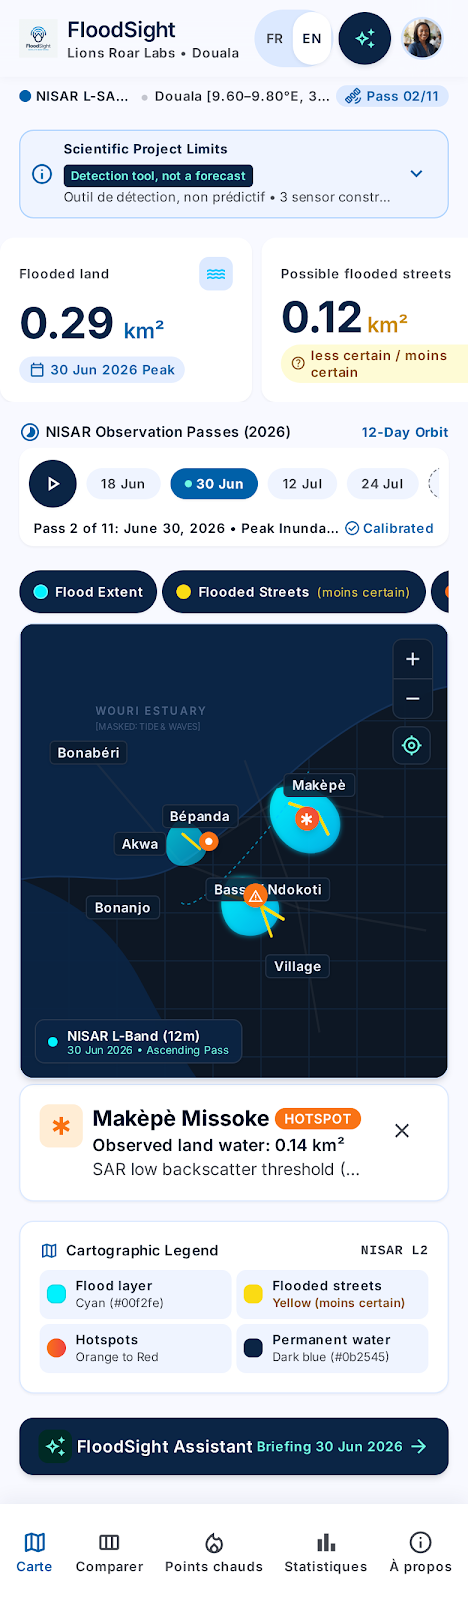 FloodSight
FloodSight
Lions Roar Labs • Douala
FR
EN
NISAR L-SA...
Douala [9.60–9.80°E, 3...
Pass 02/11
Scientific Project Limits
Detection tool, not a forecast
Outil de détection, non prédictif • 3 sensor constr...
Flooded land
0.29 km²
30 Jun 2026 Peak
Possible flooded streets
0.12 km²
less certain / moins
certain
NISAR Observation Passes (2026)
12-Day Orbit
18 Jun
30 Jun
12 Jul
24 Jul
Pass 2 of 11: June 30, 2026 • Peak Inunda...
Calibrated
Flood Extent
Flooded Streets (moins certain)
+
−
WOURI ESTUARY
[MASKED: TIDE & WAVES]
Bonabéri
Makèpè
Bépanda
Akwa
Bass
Ndokoti
Bonanjo
Village
NISAR L-Band (12m)
30 Jun 2026 • Ascending Pass
Makèpè Missoke
HOTSPOT
Observed land water: 0.14 km²
SAR low backscatter threshold (...
Cartographic Legend
NISAR L2
Flood layer
Cyan (#00f2fe)
Flooded streets
Yellow (moins certain)
Hotspots
Orange to Red
Permanent water
Dark blue (#0b2545)
FloodSight Assistant
Briefing 30 Jun 2026
Carte
Comparer
Points chauds
Statistiques
À propos